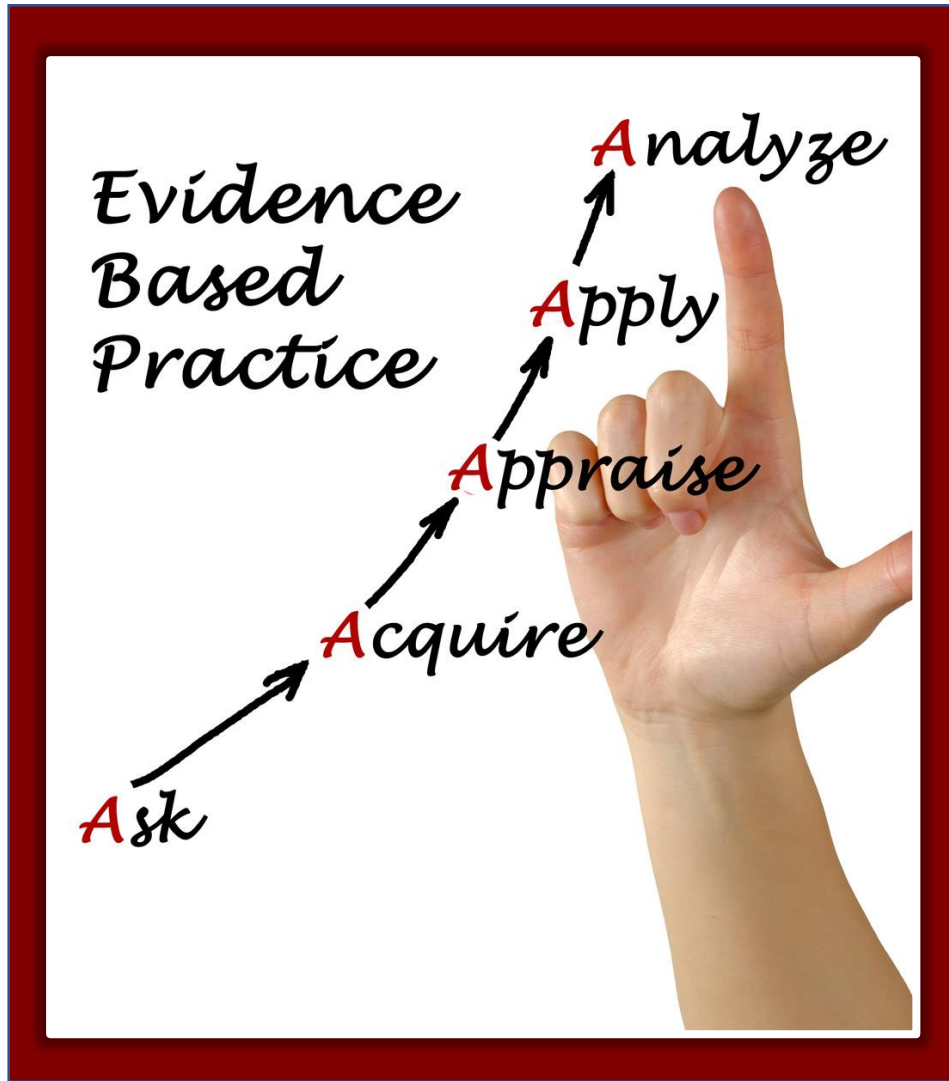 Evidence
Based
Practice
Analyze
Apply
Appraise
Acquire
Ask